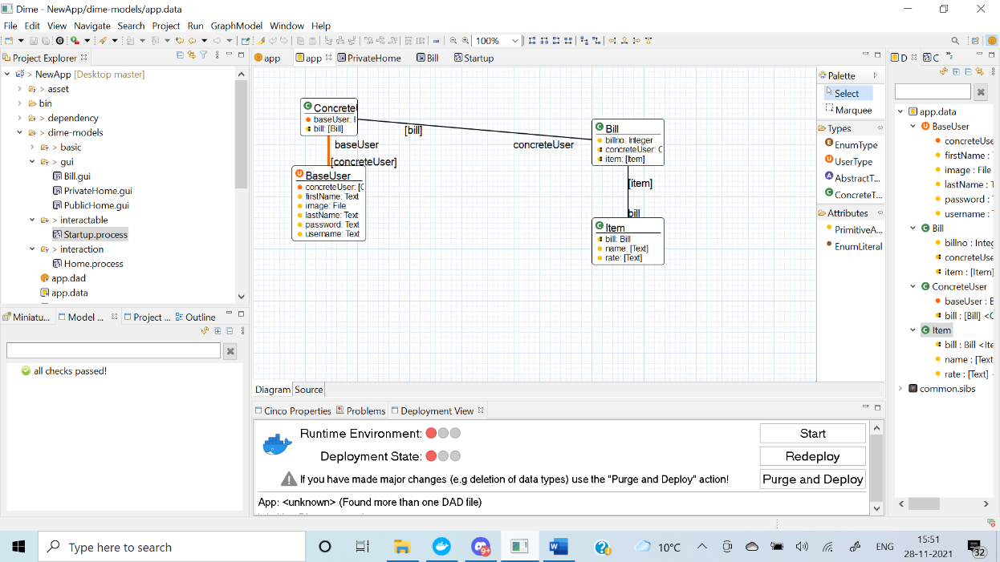 Dime - NewApp/dime-models/app.data
File Edit View Navigate Search Project Run GraphModel Window Help
100%
Project Explorer
NewApp [Desktop master]
> asset
bin
> dependency
> dime-models
> basic
> gui
Bill.gui
PrivateHome.gui
PublicHome.gui
> interactable
Startup.process
> interaction
Home.process
app.dad
app.data
Miniatu... Model ... Project ... Outline
all checks passed!
app app PrivateHome Bill Startup
Concrete
baseUser:
bill: [Bill]
[bill]
concreteUser
baseUser
[concreteUser]
BaseUser
concreteUser: [C
firstName: Text
image: File
lastName: Text
password: Text
username: Text
Bill
billno: Integer
concreteUser: C
item: [Item]
[item]
bill
Item
bill: Bill
name: [Text]
rate: [Text]
Palette
Select
Marquee
Types
EnumType
UserType
AbstractT...
ConcreteT...
Attributes
PrimitiveA...
EnumLiteral
Diagram Source
Cinco Properties Problems Deployment View
Runtime Environment:
Deployment State:
If you have made major changes (e.g deletion of data types) use the "Purge and Deploy" action!
Start
Redeploy
Purge and Deploy
App: <unknown> (Found more than one DAD file)
D C »2
app.data
BaseUser
concreteUse
firstName :
image : File
lastName : T
password :
username :
Bill
billno : Integ
concreteUse
item : [Item]
ConcreteUser
baseUser : B
bill : [Bill] <C
Item
bill : Bill <Ite
name : [Text
rate : [Text]
common.sibs
Type here to search
9+
10°C
ENG
15:51
28-11-2021
32